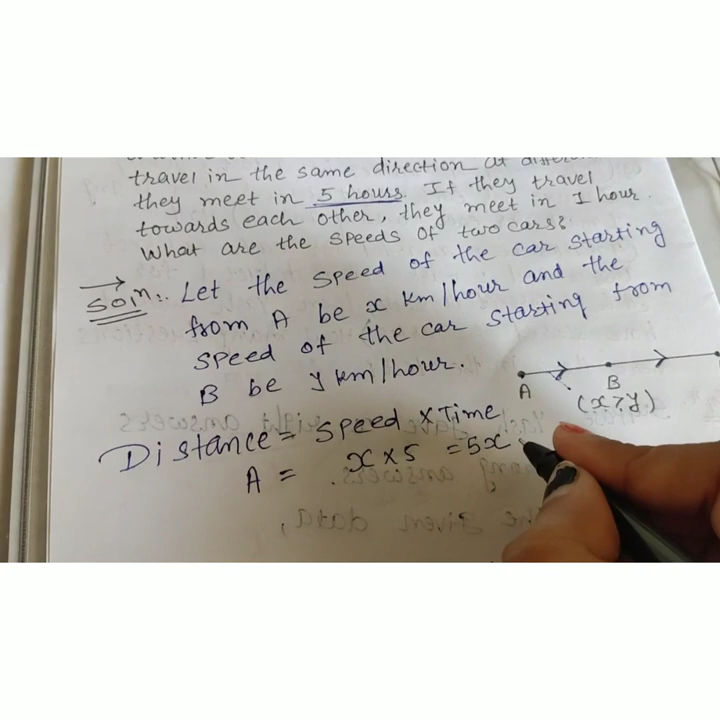 travel in the same direction at
they meet in 5 hours. If they travel
towards each other, they meet in 1 hour.
What are the speeds of two cars?
Soln:. Let the speed of the car starting
from A be x km/hour and the
speed of the car starting from
B be y km/hour.
A B
(x>y)
Distance = Speed × Time
A = x × 5 = 5x